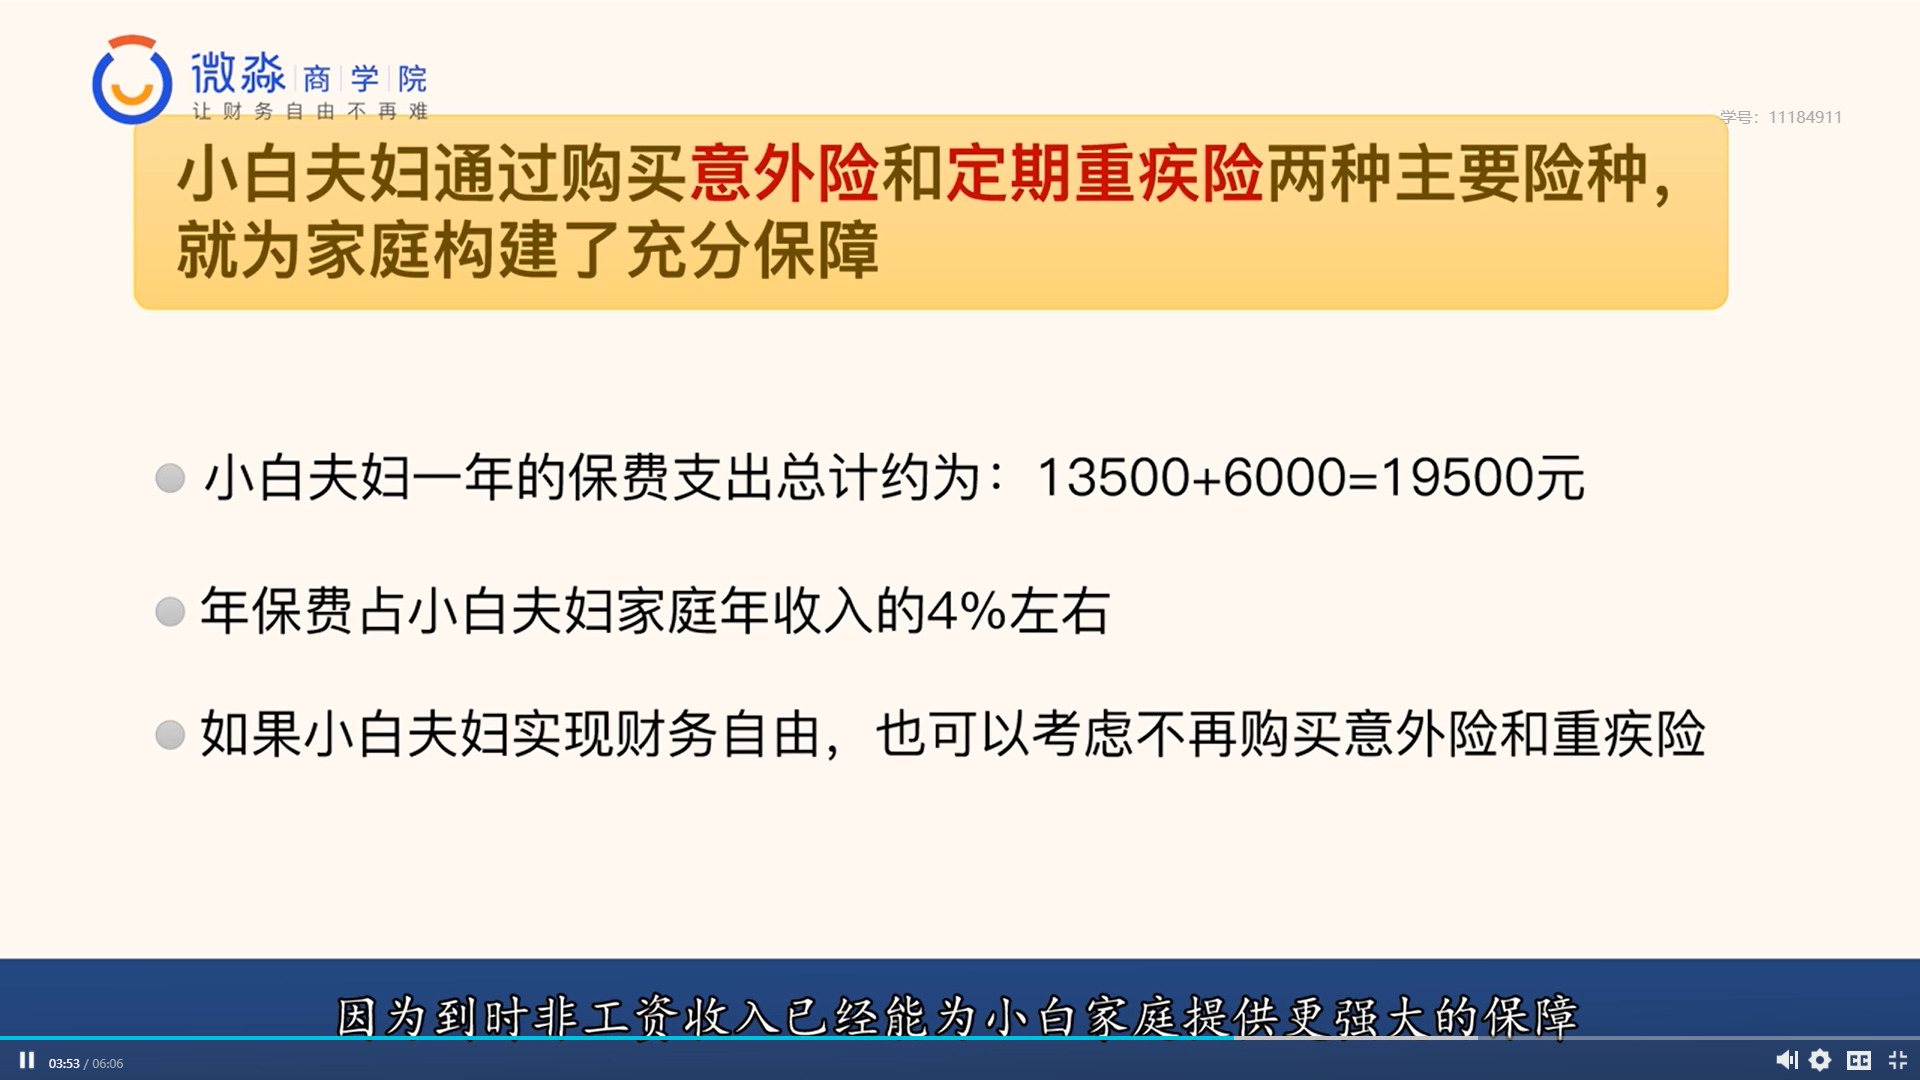 微淼商学院
让财务自由不再难
学号：11184911
小白夫妇通过购买意外险和定期重疾险两种主要险种，
就为家庭构建了充分保障
小白夫妇一年的保费支出总计约为：13500+6000=19500元
年保费占小白夫妇家庭年收入的4%左右
如果小白夫妇实现财务自由，也可以考虑不再购买意外险和重疾险
因为到时非工资收入已经能为小白家庭提供更强大的保障
03:53 / 06:06
CC